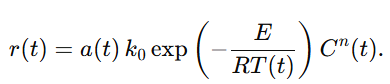 r(t) = a(t) k₀ exp(−E/RT(t)) Cⁿ(t).